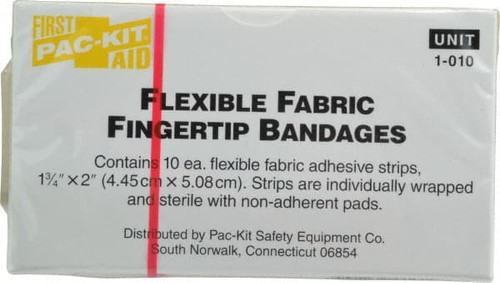 FIRST
PAC-KIT
AID
UNIT
1-010
FLEXIBLE FABRIC
FINGERTIP BANDAGES
Contains 10 ea. flexible fabric adhesive strips,
1¾" × 2" (4.45cm × 5.08cm). Strips are individually wrapped
and sterile with non-adherent pads.
Distributed by Pac-Kit Safety Equipment Co.
South Norwalk, Connecticut 06854